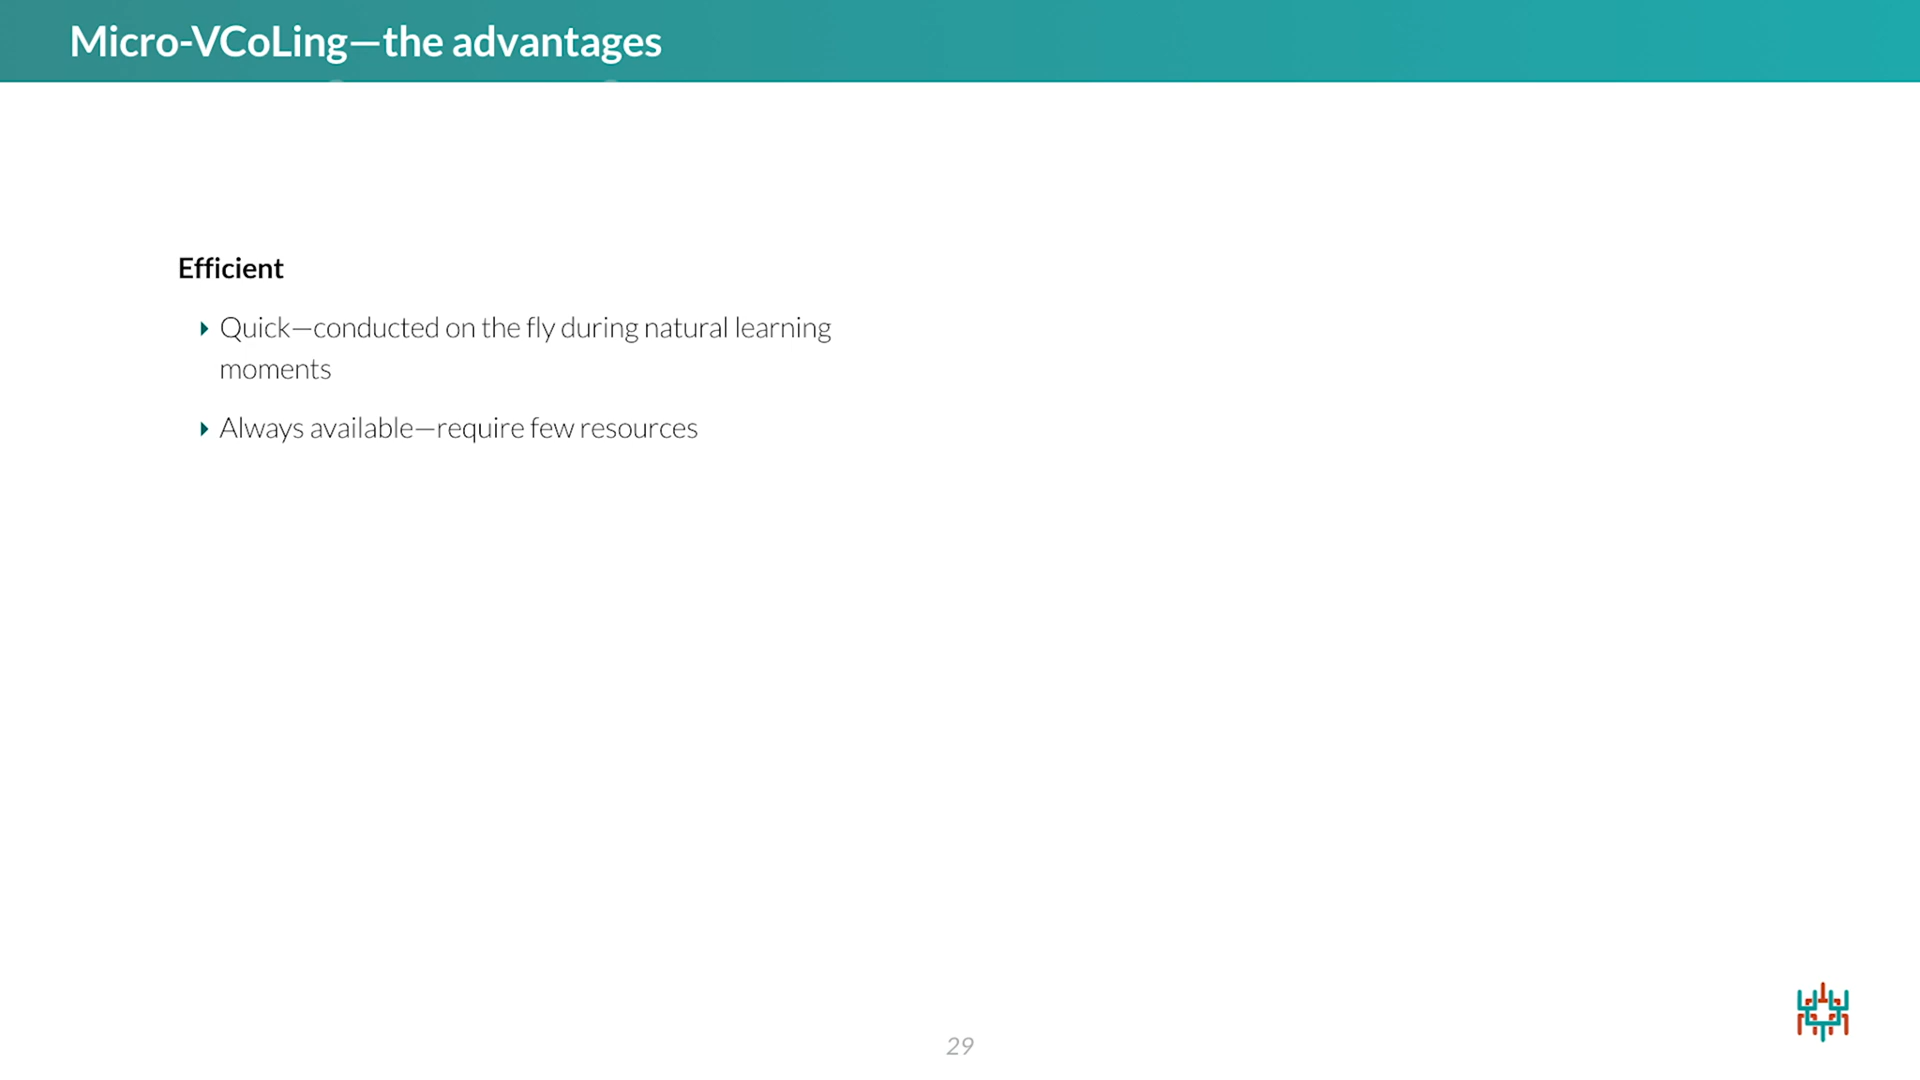 Micro-VCoLing—the advantages
Efficient
Quick—conducted on the fly during natural learning
moments
Always available—require few resources
29